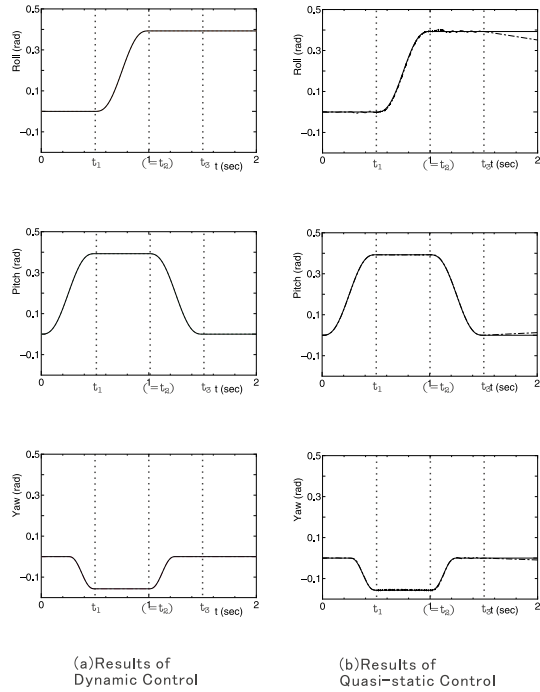 0.5
0.4
0.1
−0.1
Roll (rad)
0
t₁
1
(=t₂)
t₃
t (sec)
2
0.5
0.4
0.1
−0.1
Roll (rad)
0
t₁
1
(=t₂)
t₃
t (sec)
2
0.5
0.3
0.1
−0.1
Pitch (rad)
0
t₁
1
(=t₂)
t₃
t (sec)
2
0.5
0.3
0.1
−0.1
Pitch (rad)
0
t₁
1
(=t₂)
t₃
t (sec)
2
0.5
0.3
0.1
−0.1
Yaw (rad)
0
t₁
1
(=t₂)
t₃
t (sec)
2
0.5
0.3
0.1
−0.1
Yaw (rad)
0
t₁
1
(=t₂)
t₃
t (sec)
2
(a)Results of
Dynamic Control
(b)Results of
Quasi−static Control